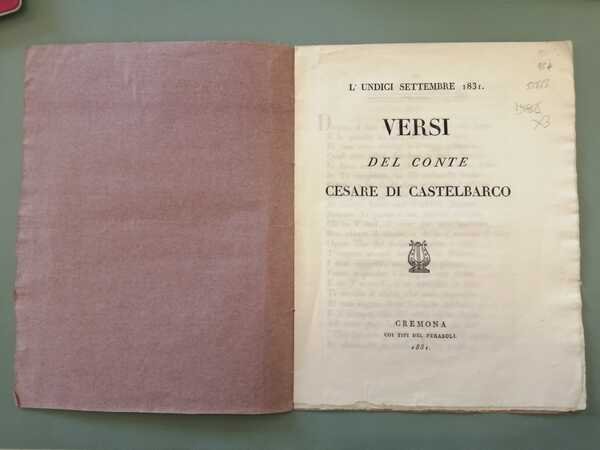 L' UNDICI SETTEMBRE 1831.
VERSI
DEL CONTE
CESARE DI CASTELBARCO
CREMONA
COI TIPI DEL FERABOLI
1831.